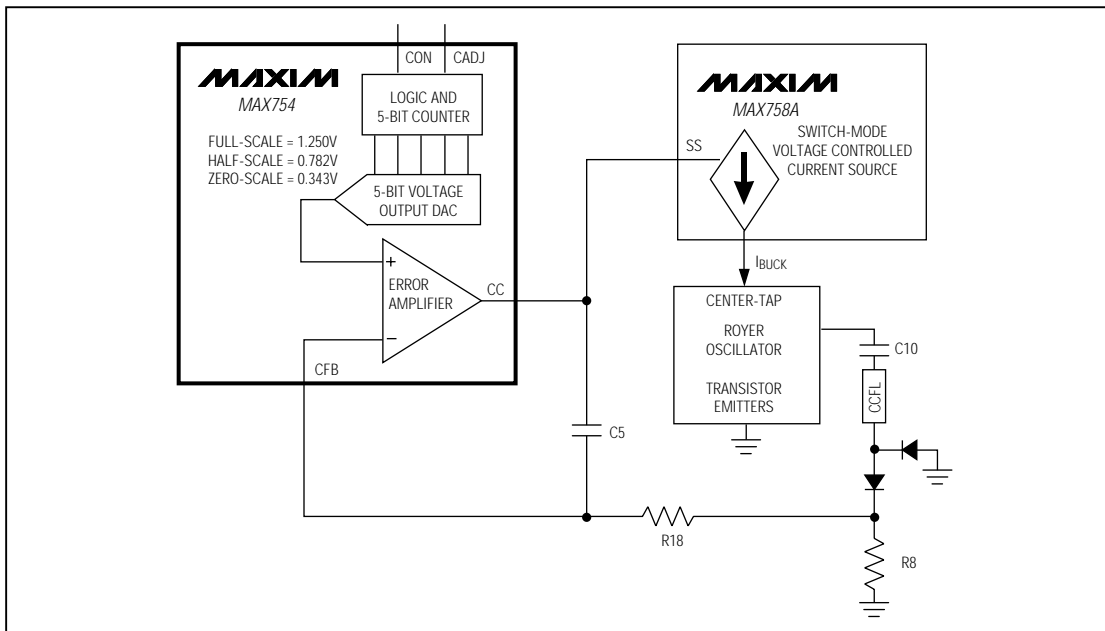 CON
CADJ
MAXIM
MAX754
LOGIC AND
5-BIT COUNTER
FULL-SCALE = 1.250V
HALF-SCALE = 0.782V
ZERO-SCALE = 0.343V
5-BIT VOLTAGE
OUTPUT DAC
+
ERROR
AMPLIFIER
−
CC
CFB
MAXIM
MAX758A
SS
SWITCH-MODE
VOLTAGE CONTROLLED
CURRENT SOURCE
IBUCK
CENTER-TAP
ROYER
OSCILLATOR
TRANSISTOR
EMITTERS
C10
CCFL
C5
R18
R8